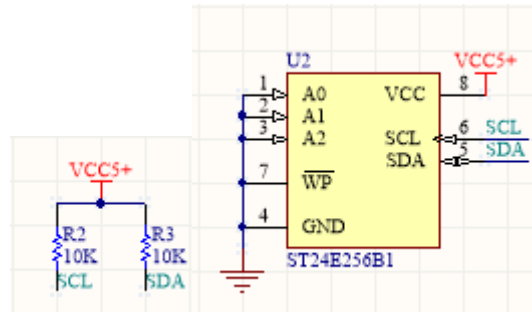 U2
VCC5+
1 A0 VCC 8
2 A1
3 A2 SCL 6 SCL
SDA 5 SDA
7 WP
4 GND
ST24E256B1
VCC5+
R2 R3
10K 10K
SCL SDA